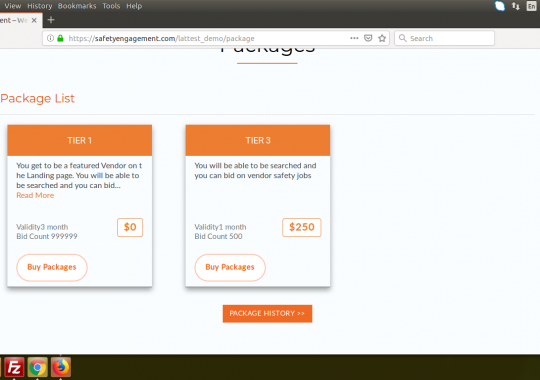 View History Bookmarks Tools Help En
ent – We
https://safetyengagement.com/lattest_demo/package Search
Packages
Package List
TIER 1
You get to be a featured Vendor on t
he Landing page. You will be able to
be searched and you can bid...
Read More
Validity3 month
Bid Count 999999
$0
Buy Packages
TIER 3
You will be able to be searched and
you can bid on vendor safety jobs
Validity1 month
Bid Count 500
$250
Buy Packages
PACKAGE HISTORY >>
FZ